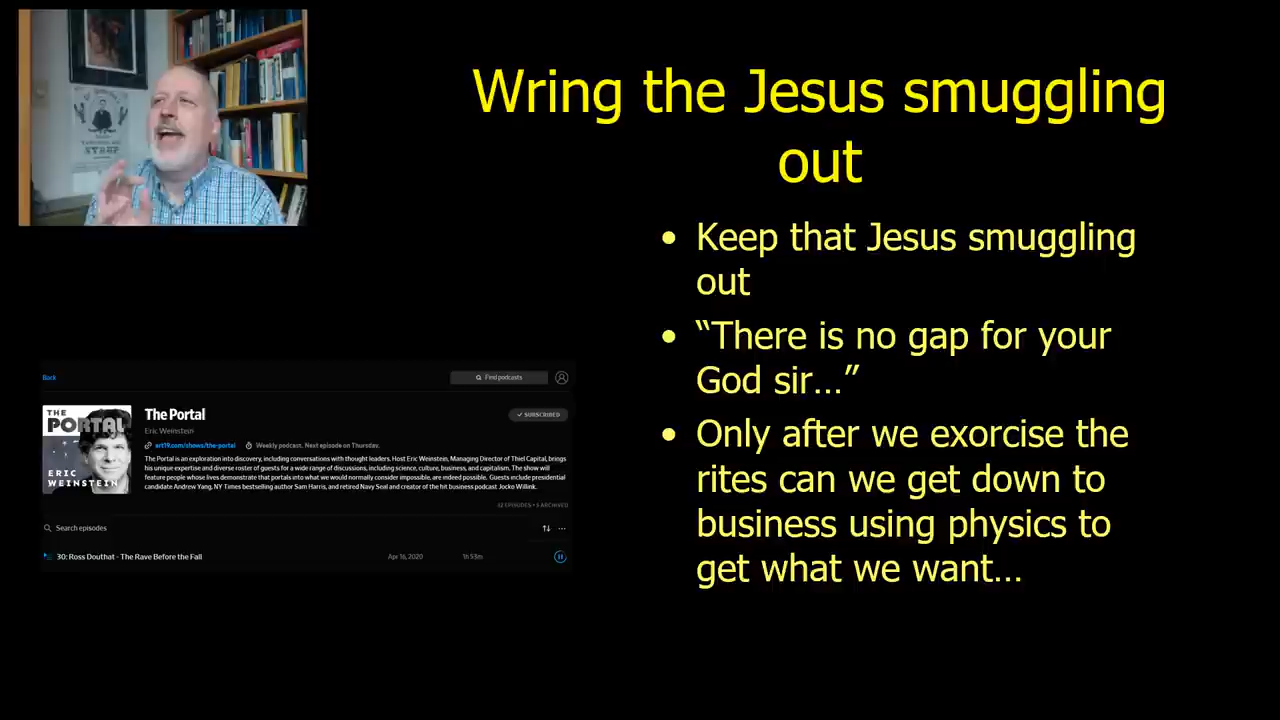 Wring the Jesus smuggling
out
• Keep that Jesus smuggling
out
• “There is no gap for your
God sir…”
• Only after we exorcise the
rites can we get down to
business using physics to
get what we want…
SYRUP
Back
Find podcasts
THE
PORTAL
ERIC
WEINSTEIN
The Portal
✓ SUBSCRIBED
Eric Weinstein
art19.com/shows/the-portal
Weekly podcast. Next episode on Thursday.
The Portal is an exploration into discovery, including conversations with thought leaders. Host Eric Weinstein, Managing Director of Thiel Capital, brings
his unique expertise and diverse roster of guests for a wide range of discussions, including science, culture, business, and capitalism. The show will
feature people whose lives demonstrate that portals into what we would normally consider impossible, are indeed possible. Guests include presidential
candidate Andrew Yang, NY Times bestselling author Sam Harris, and retired Navy Seal and creator of the hit business podcast Jocko Willink.
EPISODES • 5 ARCHIVED
Search episodes
30: Ross Douthat - The Rave Before the Fall
Apr 16, 2020
1h 53m